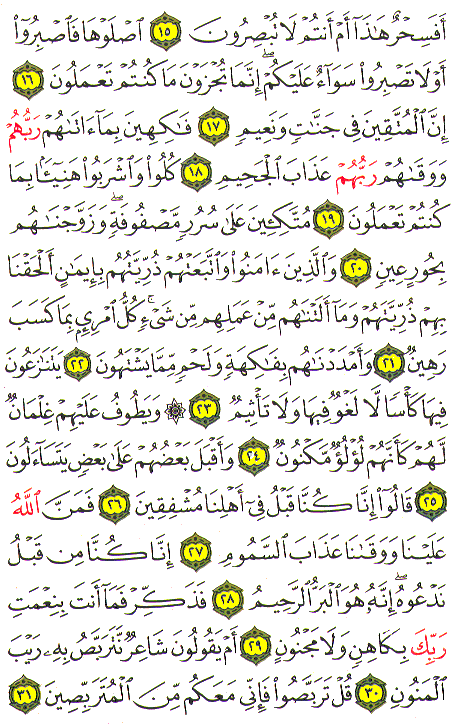 أَفَسِحْرٌ هَٰذَآ أَمْ أَنتُمْ لَا تُبْصِرُونَ ١٥ ٱصْلَوْهَا فَٱصْبِرُوٓا۟
أَوْ لَا تَصْبِرُوا۟ سَوَآءٌ عَلَيْكُمْ ۖ إِنَّمَا تُجْزَوْنَ مَا كُنتُمْ تَعْمَلُونَ ١٦
إِنَّ ٱلْمُتَّقِينَ فِى جَنَّٰتٍ وَنَعِيمٍ ١٧ فَٰكِهِينَ بِمَآ ءَاتَىٰهُمْ رَبُّهُمْ
وَوَقَىٰهُمْ رَبُّهُمْ عَذَابَ ٱلْجَحِيمِ ١٨ كُلُوا۟ وَٱشْرَبُوا۟ هَنِيٓـًٔۢا بِمَا
كُنتُمْ تَعْمَلُونَ ١٩ مُتَّكِـِٔينَ عَلَىٰ سُرُرٍ مَّصْفُوفَةٍ ۖ وَزَوَّجْنَٰهُم
بِحُورٍ عِينٍ ٢٠ وَٱلَّذِينَ ءَامَنُوا۟ وَٱتَّبَعَتْهُمْ ذُرِّيَّتُهُم بِإِيمَٰنٍ أَلْحَقْنَا
بِهِمْ ذُرِّيَّتَهُمْ وَمَآ أَلَتْنَٰهُم مِّنْ عَمَلِهِم مِّن شَىْءٍ ۚ كُلُّ ٱمْرِئٍۭ بِمَا كَسَبَ
رَهِينٌ ٢١ وَأَمْدَدْنَٰهُم بِفَٰكِهَةٍ وَلَحْمٍ مِّمَّا يَشْتَهُونَ ٢٢ يَتَنَٰزَعُونَ
فِيهَا كَأْسًا لَّا لَغْوٌ فِيهَا وَلَا تَأْثِيمٌ ٢٣ ۞ وَيَطُوفُ عَلَيْهِمْ غِلْمَانٌ
لَّهُمْ كَأَنَّهُمْ لُؤْلُؤٌ مَّكْنُونٌ ٢٤ وَأَقْبَلَ بَعْضُهُمْ عَلَىٰ بَعْضٍ يَتَسَآءَلُونَ
٢٥ قَالُوٓا۟ إِنَّا كُنَّا قَبْلُ فِىٓ أَهْلِنَا مُشْفِقِينَ ٢٦ فَمَنَّ ٱللَّهُ
عَلَيْنَا وَوَقَىٰنَا عَذَابَ ٱلسَّمُومِ ٢٧ إِنَّا كُنَّا مِن قَبْلُ
نَدْعُوهُ ۖ إِنَّهُۥ هُوَ ٱلْبَرُّ ٱلرَّحِيمُ ٢٨ فَذَكِّرْ فَمَآ أَنتَ بِنِعْمَتِ
رَبِّكَ بِكَاهِنٍ وَلَا مَجْنُونٍ ٢٩ أَمْ يَقُولُونَ شَاعِرٌ نَّتَرَبَّصُ بِهِۦ رَيْبَ
ٱلْمَنُونِ ٣٠ قُلْ تَرَبَّصُوا۟ فَإِنِّى مَعَكُم مِّنَ ٱلْمُتَرَبِّصِينَ ٣١